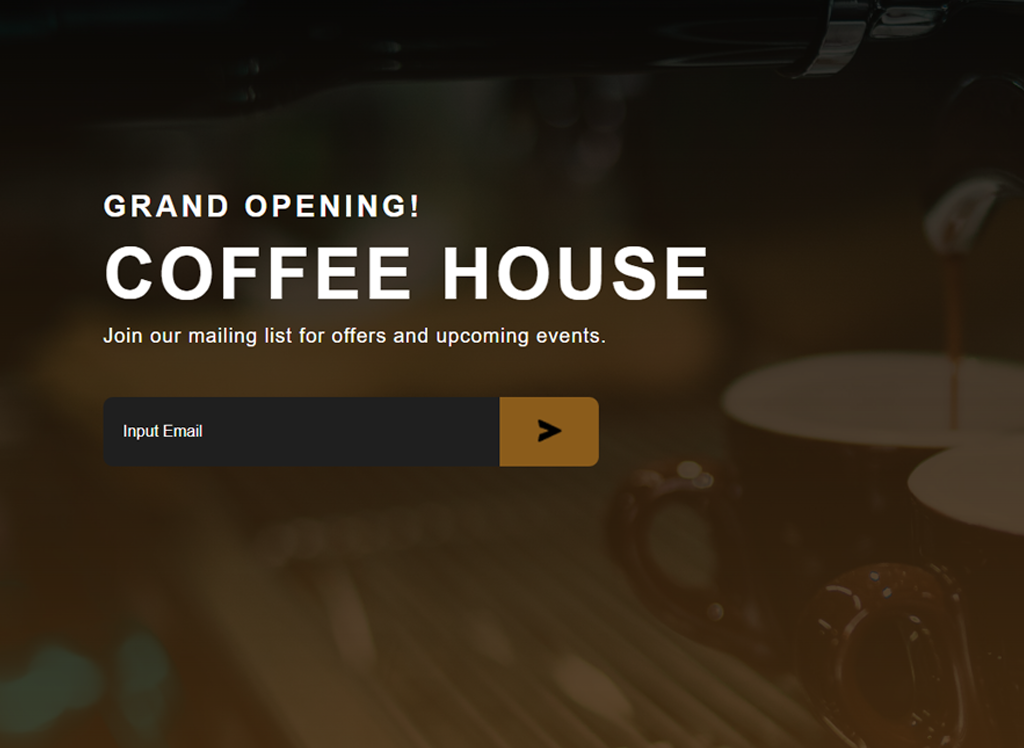 GRAND OPENING!
COFFEE HOUSE
Join our mailing list for offers and upcoming events.
Input Email